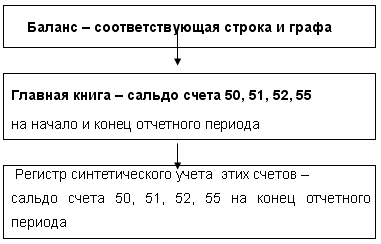 Баланс – соответствующая строка и графа
Главная книга – сальдо счета 50, 51, 52, 55
на начало и конец отчетного периода
Регистр синтетического учета этих счетов –
сальдо счета 50, 51, 52, 55 на конец отчетного
периода